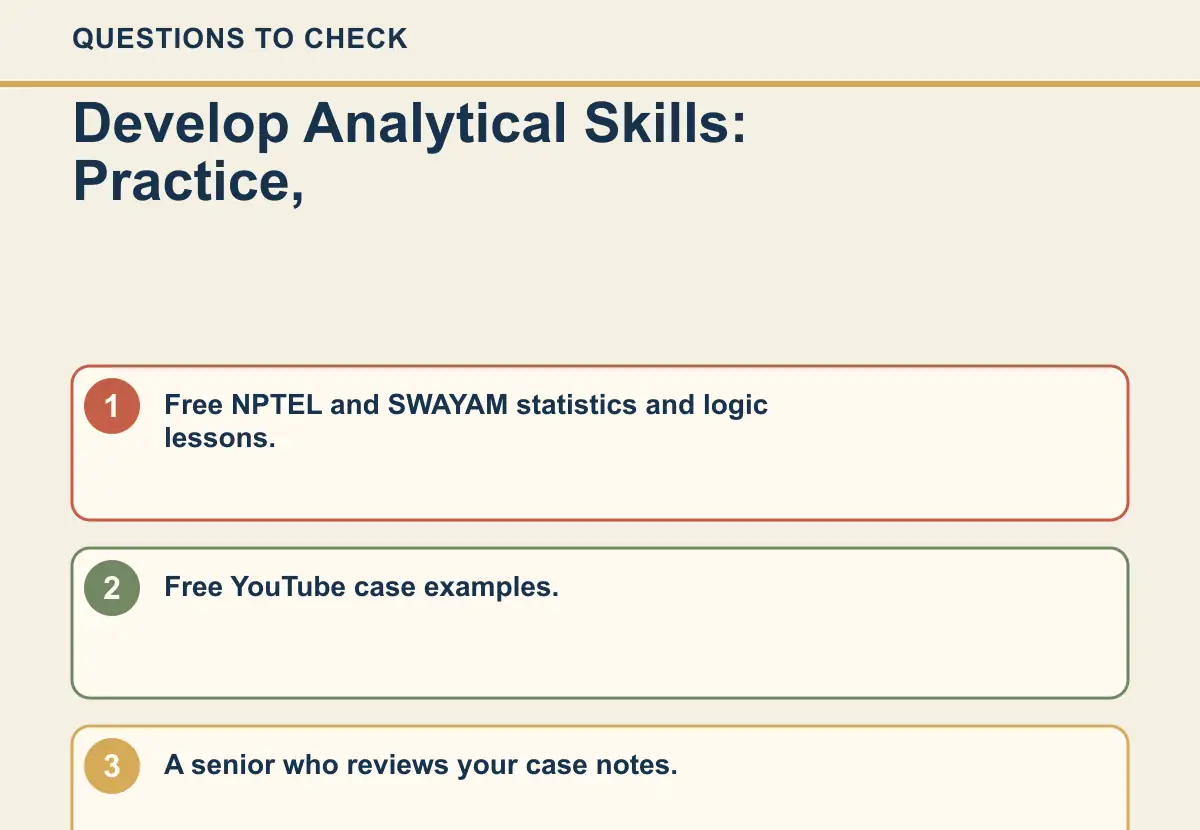 QUESTIONS TO CHECK
Develop Analytical Skills:
Practice,
1
Free NPTEL and SWAYAM statistics and logic
lessons.
2
Free YouTube case examples.
3
A senior who reviews your case notes.